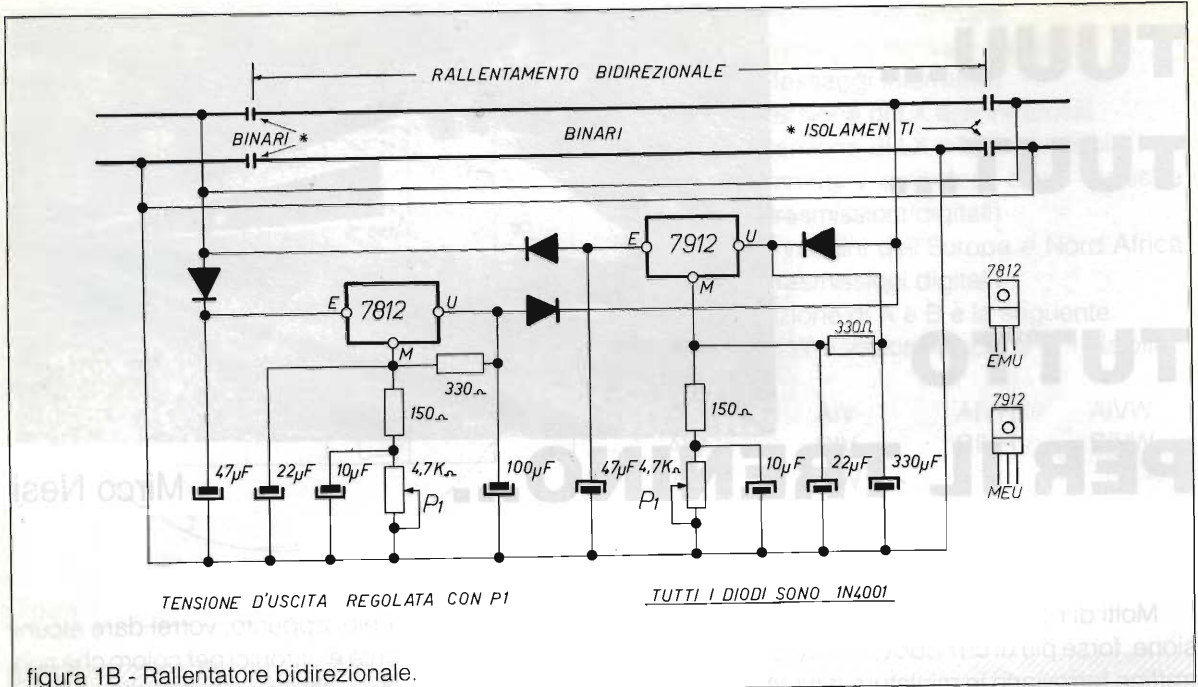 RALLENTAMENTO BIDIREZIONALE
BINARI *
BINARI
* ISOLAMENTI
E 7812 U
M
E 7912 U
M
330Ω
150Ω
330Ω
150Ω
7812
EMU
7912
MEU
47µF 22µF 10µF 4,7KΩ 100µF 47µF 4,7KΩ 10µF 22µF 330µF
P1
P1
TENSIONE D'USCITA REGOLATA CON P1
TUTTI I DIODI SONO 1N4001
figura 1B - Rallentatore bidirezionale.